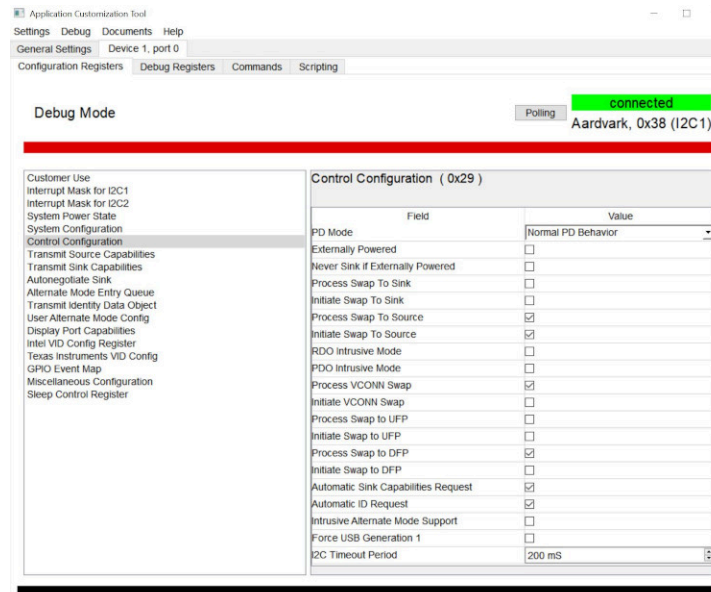 Application Customization Tool
Settings Debug Documents Help
General Settings Device 1, port 0
Configuration Registers Debug Registers Commands Scripting
Debug Mode
Polling
connected
Aardvark, 0x38 (I2C1)
Customer Use
Interrupt Mask for I2C1
Interrupt Mask for I2C2
System Power State
System Configuration
Control Configuration
Transmit Source Capabilities
Transmit Sink Capabilities
Autonegotiate Sink
Alternate Mode Entry Queue
Transmit Identity Data Object
User Alternate Mode Config
Display Port Capabilities
Intel VID Config Register
Texas Instruments VID Config
GPIO Event Map
Miscellaneous Configuration
Sleep Control Register
Control Configuration ( 0x29 )
Field Value
PD Mode Normal PD Behavior
Externally Powered
Never Sink if Externally Powered
Process Swap To Sink
Initiate Swap To Sink
Process Swap To Source
Initiate Swap To Source
RDO Intrusive Mode
PDO Intrusive Mode
Process VCONN Swap
Initiate VCONN Swap
Process Swap to UFP
Initiate Swap to UFP
Process Swap to DFP
Initiate Swap to DFP
Automatic Sink Capabilities Request
Automatic ID Request
Intrusive Alternate Mode Support
Force USB Generation 1
I2C Timeout Period 200 mS